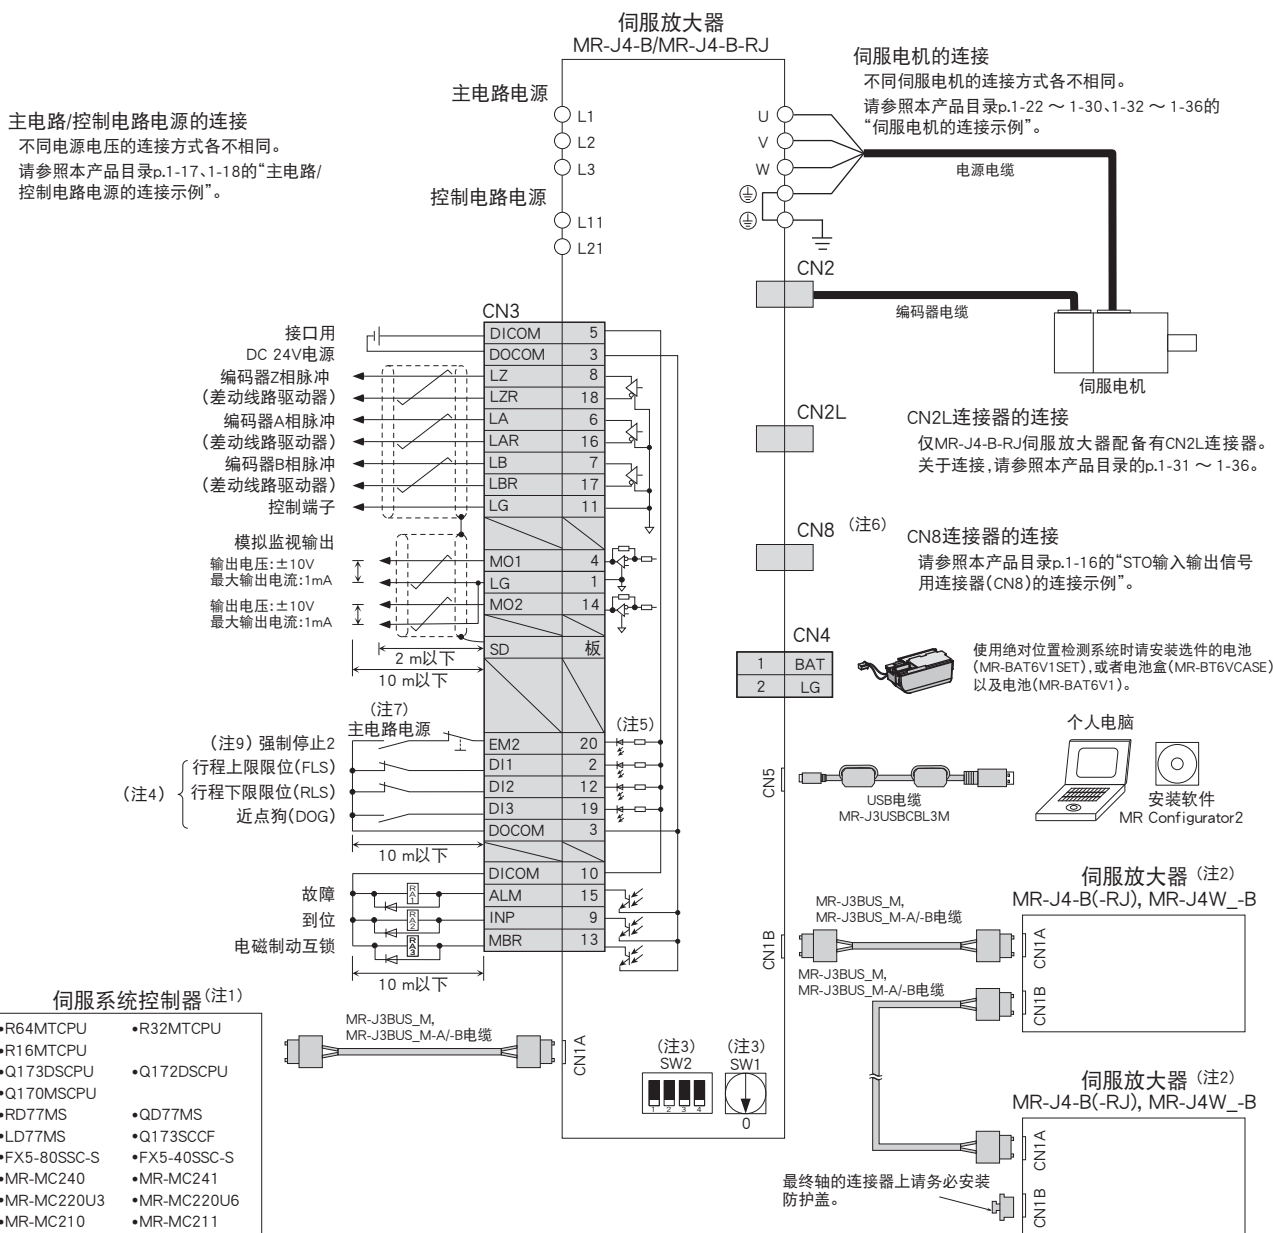 伺服放大器
MR-J4-B/MR-J4-B-RJ
主电路/控制电路电源的连接
不同电源电压的连接方式各不相同。
请参照本产品目录p.1-17、1-18的“主电路/
控制电路电源的连接示例”。
主电路电源
L1
L2
L3
控制电路电源
L11
L21
U
V
W
伺服电机的连接
不同伺服电机的连接方式各不相同。
请参照本产品目录p.1-22 ～ 1-30、1-32 ～ 1-36的
“伺服电机的连接示例”。
电源电缆
CN2
编码器电缆
伺服电机
CN2L
CN2L连接器的连接
仅MR-J4-B-RJ伺服放大器配备有CN2L连接器。
关于连接,请参照本产品目录的p.1-31 ～ 1-36。
CN8 (注6)
CN8连接器的连接
请参照本产品目录p.1-16的“STO输入输出信号
用连接器(CN8)的连接示例”。
CN4
1 BAT
2 LG
使用绝对位置检测系统时请安装选件的电池
(MR-BAT6V1SET),或者电池盒(MR-BT6VCASE)
以及电池(MR-BAT6V1)。
CN3
接口用
DC 24V电源
DICOM 5
DOCOM 3
编码器Z相脉冲
(差动线路驱动器)
LZ 8
LZR 18
编码器A相脉冲
(差动线路驱动器)
LA 6
LAR 16
编码器B相脉冲
(差动线路驱动器)
LB 7
LBR 17
控制端子
LG 11
模拟监视输出
输出电压:±10V
最大输出电流:1mA
MO1 4
LG 1
输出电压:±10V
最大输出电流:1mA
MO2 14
SD 板
2 m以下
10 m以下
(注7)
主电路电源
(注5)
(注9) 强制停止2
EM2 20
(注4)
行程上限限位(FLS)
DI1 2
行程下限限位(RLS)
DI2 12
近点狗(DOG)
DI3 19
DOCOM 3
10 m以下
DICOM 10
故障
RA1
ALM 15
到位
RA2
INP 9
电磁制动互锁
RA3
MBR 13
10 m以下
CN5
USB电缆
MR-J3USBCBL3M
个人电脑
安装软件
MR Configurator2
CN1B
MR-J3BUS_M,
MR-J3BUS_M-A/-B电缆
伺服放大器 (注2)
MR-J4-B(-RJ), MR-J4W_-B
CN1A
CN1B
MR-J3BUS_M,
MR-J3BUS_M-A/-B电缆
伺服放大器 (注2)
MR-J4-B(-RJ), MR-J4W_-B
CN1A
CN1B
最终轴的连接器上请务必安装
防护盖。
伺服系统控制器(注1)
•R64MTCPU •R32MTCPU
•R16MTCPU
•Q173DSCPU •Q172DSCPU
•Q170MSCPU
•RD77MS •QD77MS
•LD77MS •Q173SCCF
•FX5-80SSC-S •FX5-40SSC-S
•MR-MC240 •MR-MC241
•MR-MC220U3 •MR-MC220U6
•MR-MC210 •MR-MC211
MR-J3BUS_M,
MR-J3BUS_M-A/-B电缆
CN1A
(注3)
SW2
1 2 3 4
(注3)
SW1
0